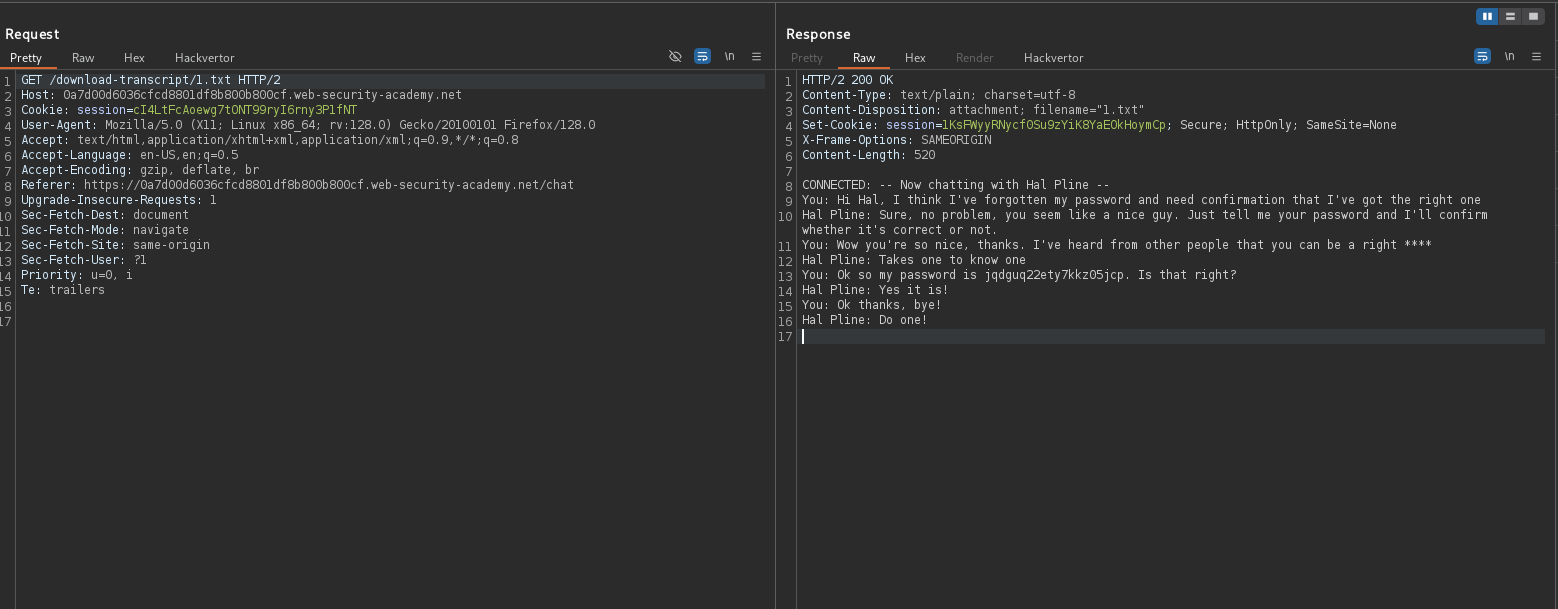 Request
Pretty Raw Hex Hackvertor \n
1 GET /download-transcript/1.txt HTTP/2
2 Host: 0a7d00d6036cfcd8801df8b800b800cf.web-security-academy.net
3 Cookie: session=cI4LtFcAoewg7tONT99ryI6rny3PlfNT
4 User-Agent: Mozilla/5.0 (X11; Linux x86_64; rv:128.0) Gecko/20100101 Firefox/128.0
5 Accept: text/html,application/xhtml+xml,application/xml;q=0.9,*/*;q=0.8
6 Accept-Language: en-US,en;q=0.5
7 Accept-Encoding: gzip, deflate, br
8 Referer: https://0a7d00d6036cfcd8801df8b800b800cf.web-security-academy.net/chat
9 Upgrade-Insecure-Requests: 1
10 Sec-Fetch-Dest: document
11 Sec-Fetch-Mode: navigate
12 Sec-Fetch-Site: same-origin
13 Sec-Fetch-User: ?1
14 Priority: u=0, i
15 Te: trailers
16
17
Response
Pretty Raw Hex Render Hackvertor \n
1 HTTP/2 200 OK
2 Content-Type: text/plain; charset=utf-8
3 Content-Disposition: attachment; filename="1.txt"
4 Set-Cookie: session=lKsFWyyRNycfOSu9zYiK8YaEOkHoymCp; Secure; HttpOnly; SameSite=None
5 X-Frame-Options: SAMEORIGIN
6 Content-Length: 520
7
8 CONNECTED: -- Now chatting with Hal Pline --
9 You: Hi Hal, I think I've forgotten my password and need confirmation that I've got the right one
10 Hal Pline: Sure, no problem, you seem like a nice guy. Just tell me your password and I'll confirm
whether it's correct or not.
11 You: Wow you're so nice, thanks. I've heard from other people that you can be a right ****
12 Hal Pline: Takes one to know one
13 You: Ok so my password is jqdguq22ety7kkz05jcp. Is that right?
14 Hal Pline: Yes it is!
15 You: Ok thanks, bye!
16 Hal Pline: Do one!
17